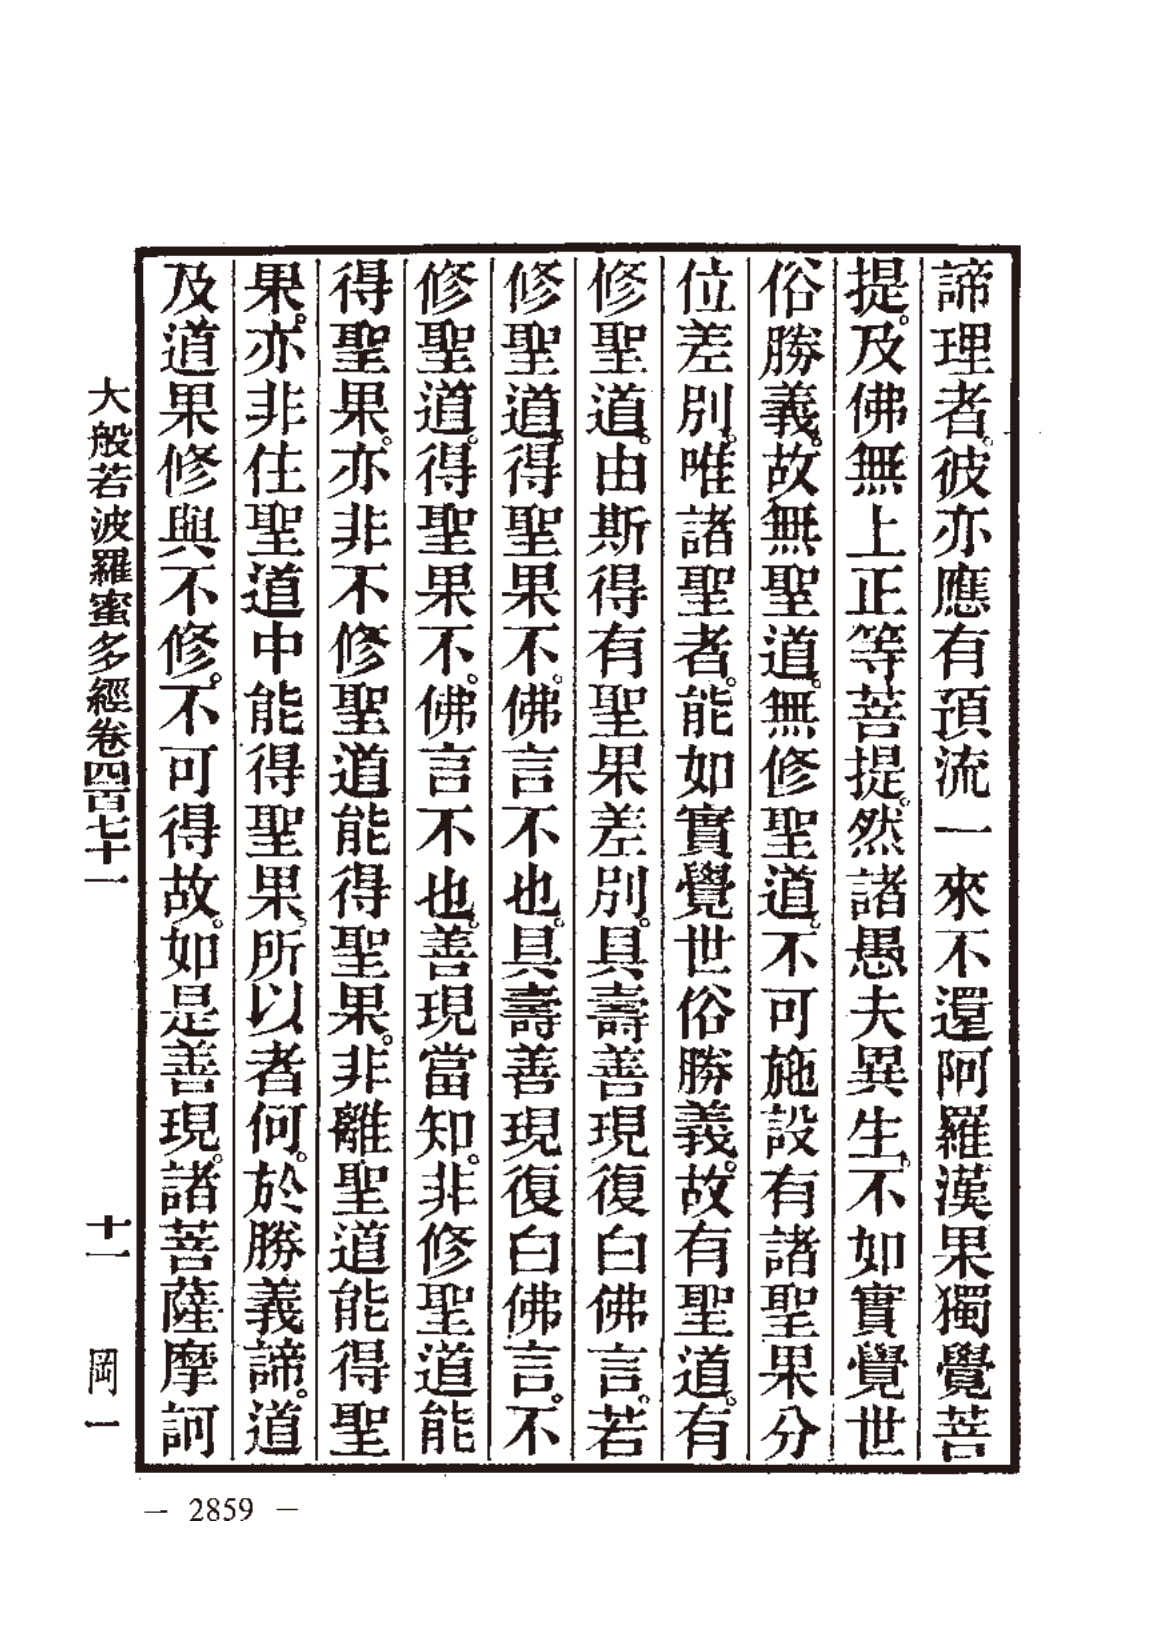 諦理者。彼亦應有預流一來不還阿羅漢果獨覺菩
提。及佛無上正等菩提。然諸愚夫異生。不如實覺世
俗勝義。故無聖道。無修聖道。不可施設有諸聖果分
位差別。唯諸聖者。能如實覺世俗勝義。故有聖道。有
修聖道。由斯得有聖果差別。具壽善現復白佛言。若
修聖道。得聖果不。佛言不也。具壽善現復白佛言。不
修聖道。得聖果不。佛言不也。善現當知。非修聖道能
得聖果。亦非不修聖道能得聖果。非離聖道能得聖
果。亦非住聖道中能得聖果。所以者何。於勝義諦。道
及道果修與不修。不可得故。如是善現。諸菩薩摩訶
大般若波羅蜜多經卷四百七十一 十一 岡一
— 2859 —